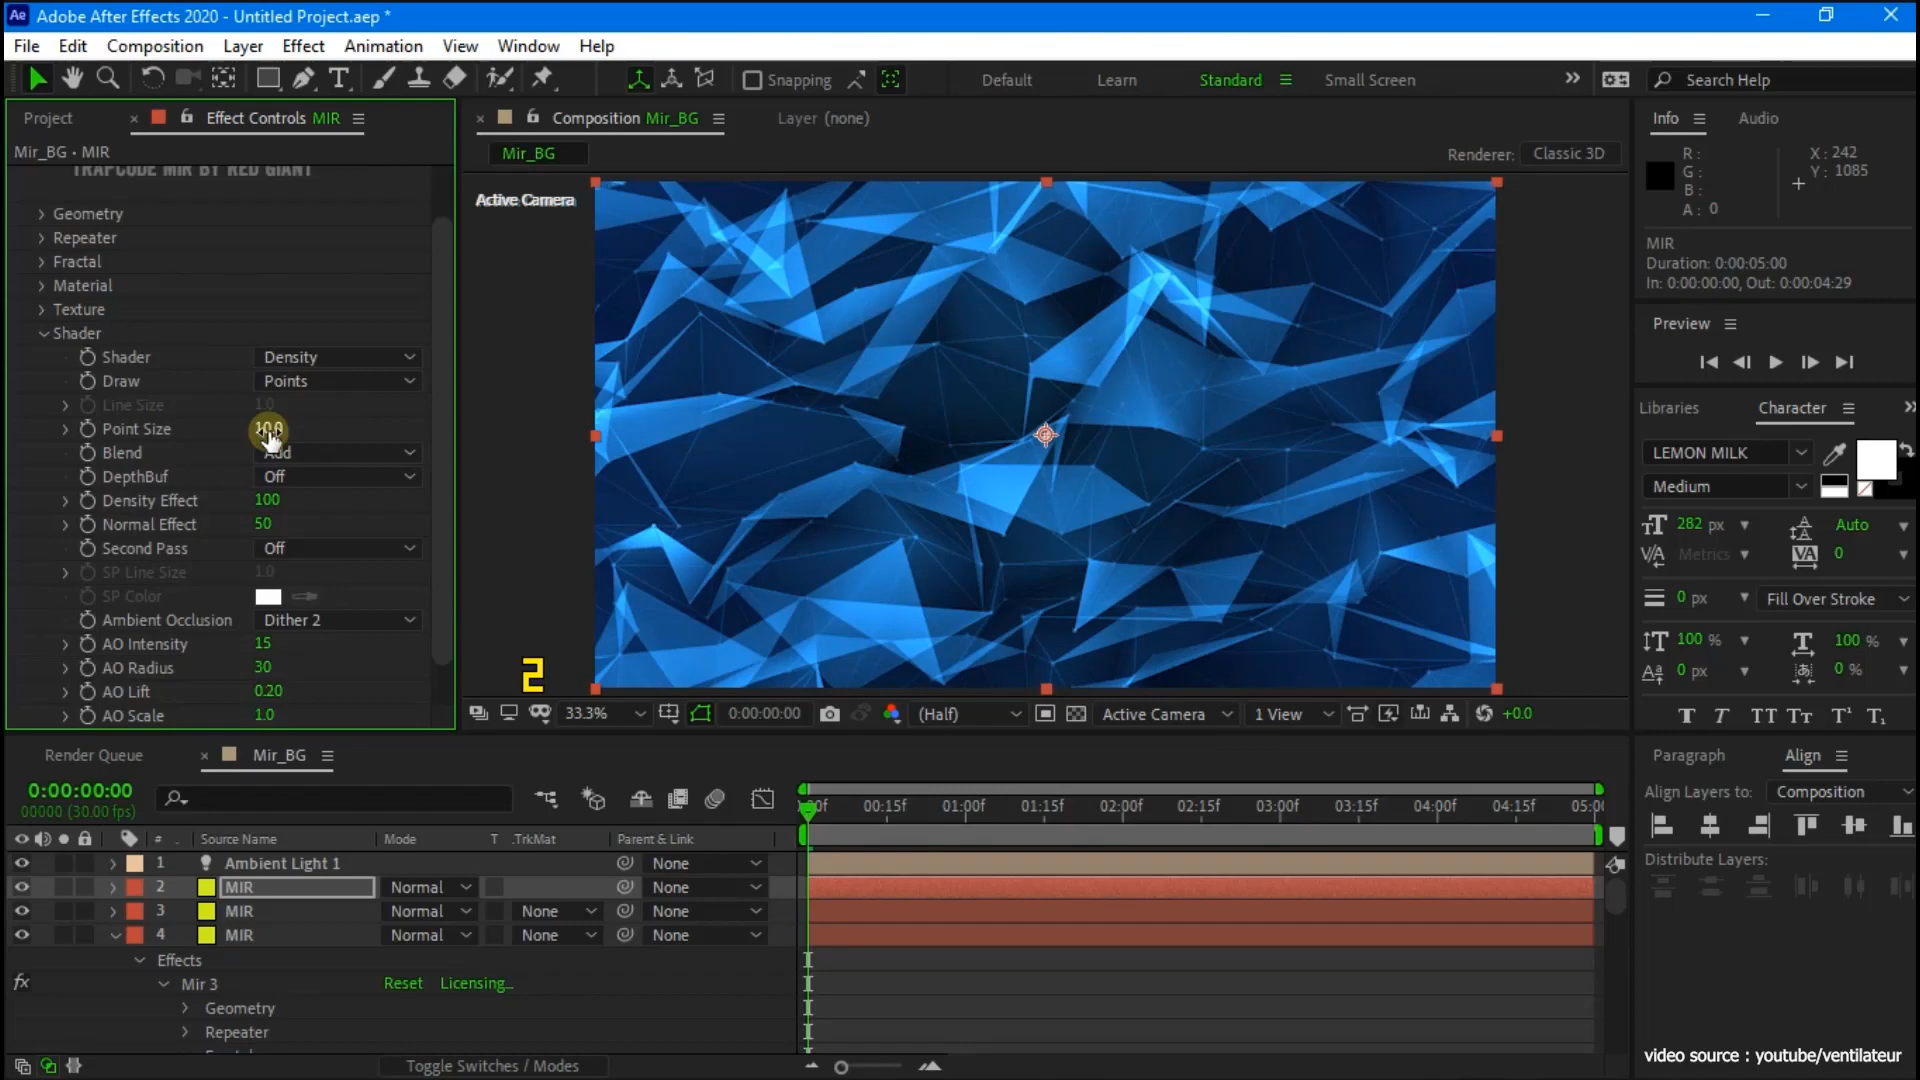 Ae Adobe After Effects 2020 - Untitled Project.aep *
File Edit Composition Layer Effect Animation View Window Help
Snapping Default Learn Standard Small Screen Search Help
Project × Effect Controls MIR
Mir_BG • MIR
TRAPCODE MIR BY RED GIANT
Geometry
Repeater
Fractal
Material
Texture
Shader
Shader Density
Draw Points
Line Size 1.0
Point Size 10.0
Blend Add
DepthBuf Off
Density Effect 100
Normal Effect 50
Second Pass Off
SP Line Size 1.0
SP Color
Ambient Occlusion Dither 2
AO Intensity 15
AO Radius 30
AO Lift 0.20
AO Scale 1.0
× Composition Mir_BG Layer (none)
Mir_BG
Renderer: Classic 3D
Active Camera
2
33.3% 0:00:00:00 (Half) Active Camera 1 View +0.0
Info Audio
R: X: 242
G: Y: 1085
B:
A: 0
MIR
Duration: 0:00:05:00
In: 0:00:00:00, Out: 0:00:04:29
Preview
Libraries Character
LEMON MILK
Medium
282 px Auto
Metrics 0
0 px Fill Over Stroke
100 % 100 %
0 px 0 %
T T TT Tt T¹ T₁
Paragraph Align
Align Layers to: Composition
Distribute Layers:
Render Queue × Mir_BG
0:00:00:00
00000 (30.00 fps)
:00f 00:15f 01:00f 01:15f 02:00f 02:15f 03:00f 03:15f 04:00f 04:15f 05:00
# Source Name Mode T .TrkMat Parent & Link
1 Ambient Light 1 None
2 MIR Normal None
3 MIR Normal None None
4 MIR Normal None None
Effects
fx Mir 3 Reset Licensing...
Geometry
Repeater
Toggle Switches / Modes
video source : youtube/ventilateur